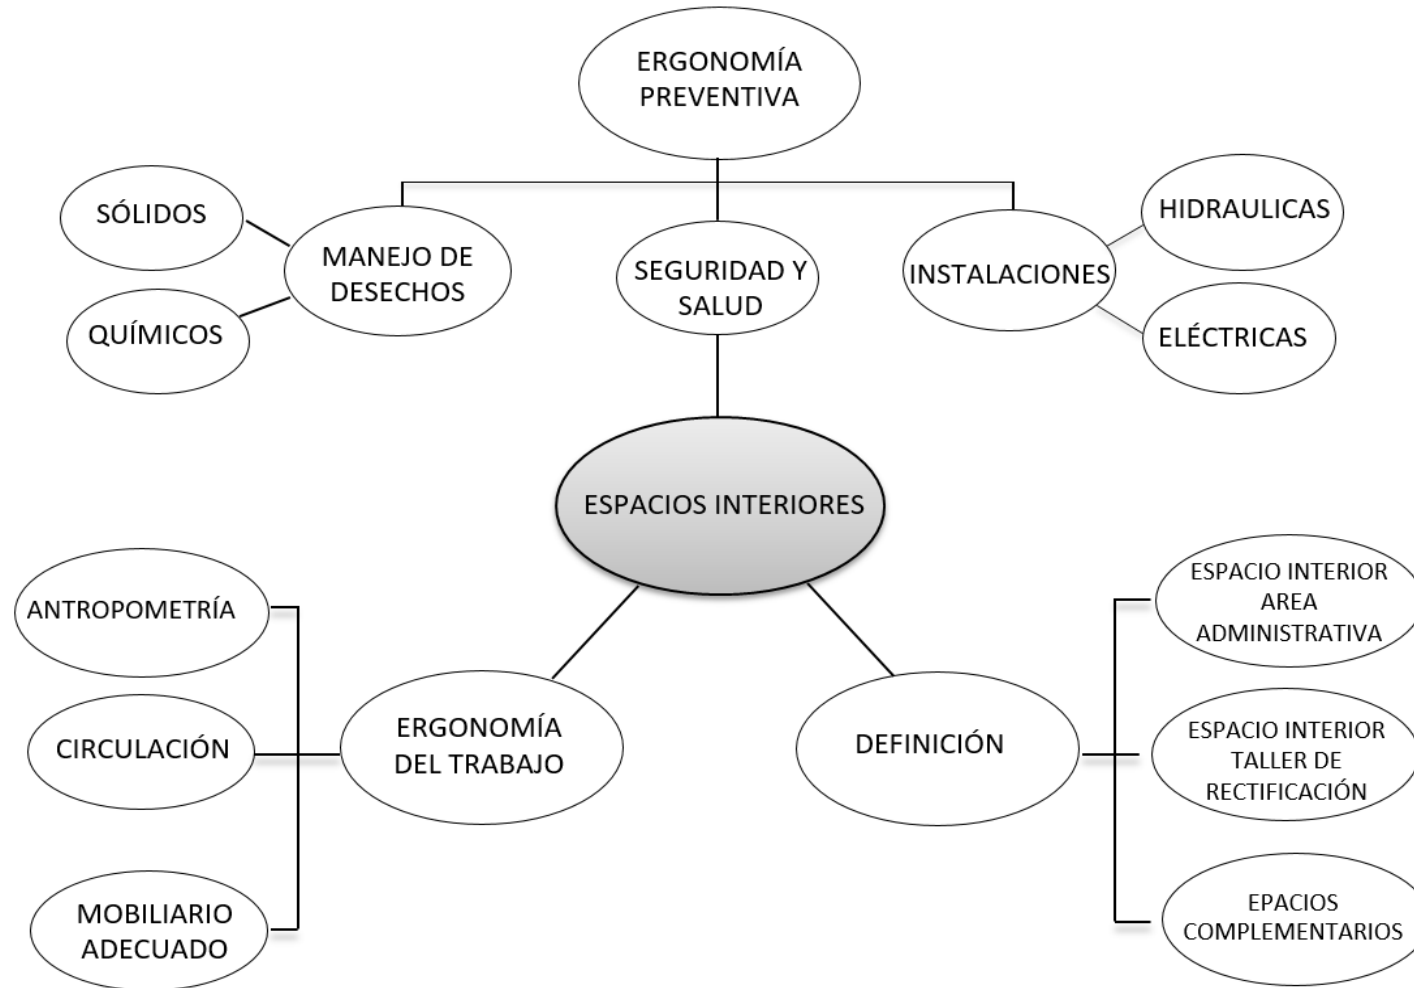 ERGONOMÍA
PREVENTIVA
SÓLIDOS
QUÍMICOS
MANEJO DE
DESECHOS
SEGURIDAD Y
SALUD
INSTALACIONES
HIDRAULICAS
ELÉCTRICAS
ESPACIOS INTERIORES
ANTROPOMETRÍA
CIRCULACIÓN
MOBILIARIO
ADECUADO
ERGONOMÍA
DEL TRABAJO
DEFINICIÓN
ESPACIO INTERIOR
AREA
ADMINISTRATIVA
ESPACIO INTERIOR
TALLER DE
RECTIFICACIÓN
EPACIOS
COMPLEMENTARIOS